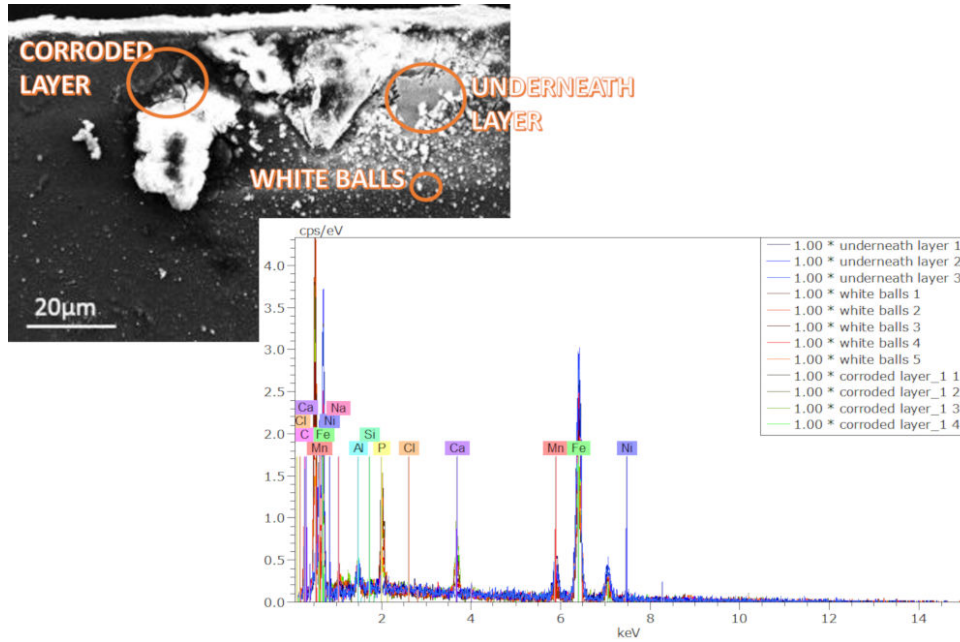 CORRODED
LAYER
UNDERNEATH
LAYER
WHITE BALLS
20µm
cps/eV
4.0
3.5
3.0
2.5
2.0
1.5
1.0
0.5
0.0
Ca Na
Cl Ni Si
C Fe
Mn Al P Cl Ca Mn Fe Ni
2 4 6 8 10 12 14
keV
1.00 * underneath layer 1
1.00 * underneath layer 2
1.00 * underneath layer 3
1.00 * white balls 1
1.00 * white balls 2
1.00 * white balls 3
1.00 * white balls 4
1.00 * white balls 5
1.00 * corroded layer_1 1
1.00 * corroded layer_1 2
1.00 * corroded layer_1 3
1.00 * corroded layer_1 4